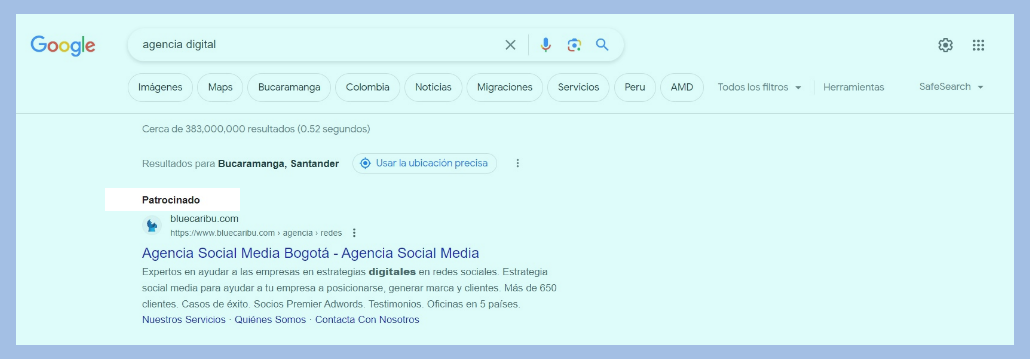 Google
agencia digital
Imágenes Maps Bucaramanga Colombia Noticias Migraciones Servicios Peru AMD Todos los filtros Herramientas SafeSearch
Cerca de 383,000,000 resultados (0.52 segundos)
Resultados para Bucaramanga, Santander Usar la ubicación precisa
Patrocinado
bluecaribu.com
https://www.bluecaribu.com › agencia › redes
Agencia Social Media Bogotá - Agencia Social Media
Expertos en ayudar a las empresas en estrategias digitales en redes sociales. Estrategia
social media para ayudar a tu empresa a posicionarse, generar marca y clientes. Más de 650
clientes. Casos de éxito. Socios Premier Adwords. Testimonios. Oficinas en 5 países.
Nuestros Servicios · Quiénes Somos · Contacta Con Nosotros